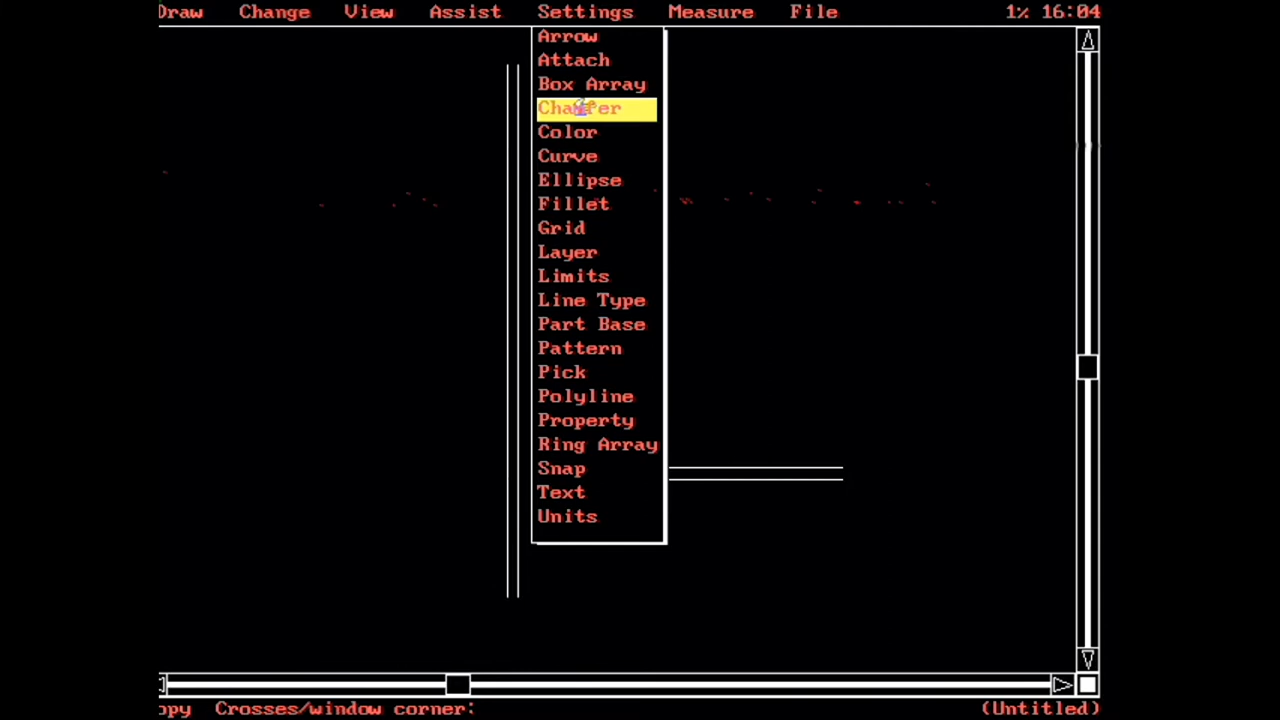 Draw Change View Assist Settings Measure File 1% 16:04
Arrow
Attach
Box Array
Chamfer
Color
Curve
Ellipse
Fillet
Grid
Layer
Limits
Line Type
Part Base
Pattern
Pick
Polyline
Property
Ring Array
Snap
Text
Units
opy Crosses/window corner: (Untitled)